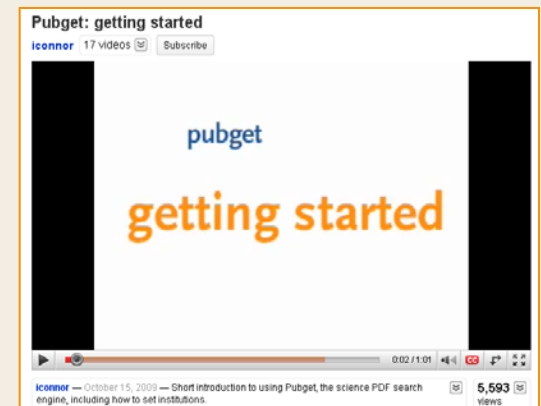 Pubget: getting started
iconnor 17 videos Subscribe
pubget
getting started
0:02 / 1:01 CC
iconnor — October 15, 2009 — Short introduction to using Pubget, the science PDF search
engine, including how to set institutions.
5,593
views